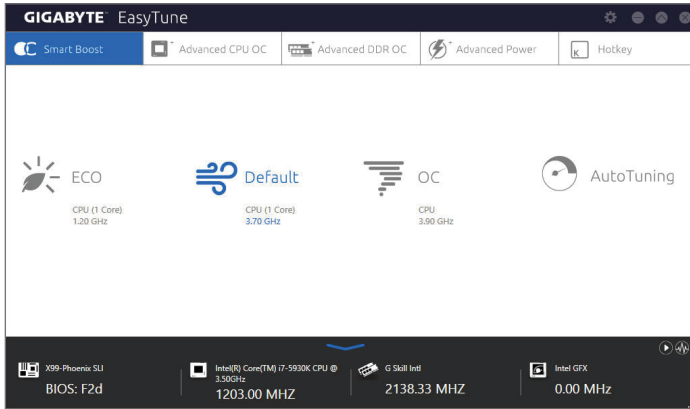 GIGABYTE™ EasyTune
Smart Boost
Advanced CPU OC
Advanced DDR OC
Advanced Power
K Hotkey
ECO
CPU (1 Core)
1.20 GHz
Default
CPU (1 Core)
3.70 GHz
OC
CPU
3.90 GHz
AutoTuning
X99-Phoenix SLI
BIOS: F2d
Intel(R) Core(TM) i7-5930K CPU @
3.50GHz
1203.00 MHZ
G Skill Intl
2138.33 MHZ
Intel GFX
0.00 MHz